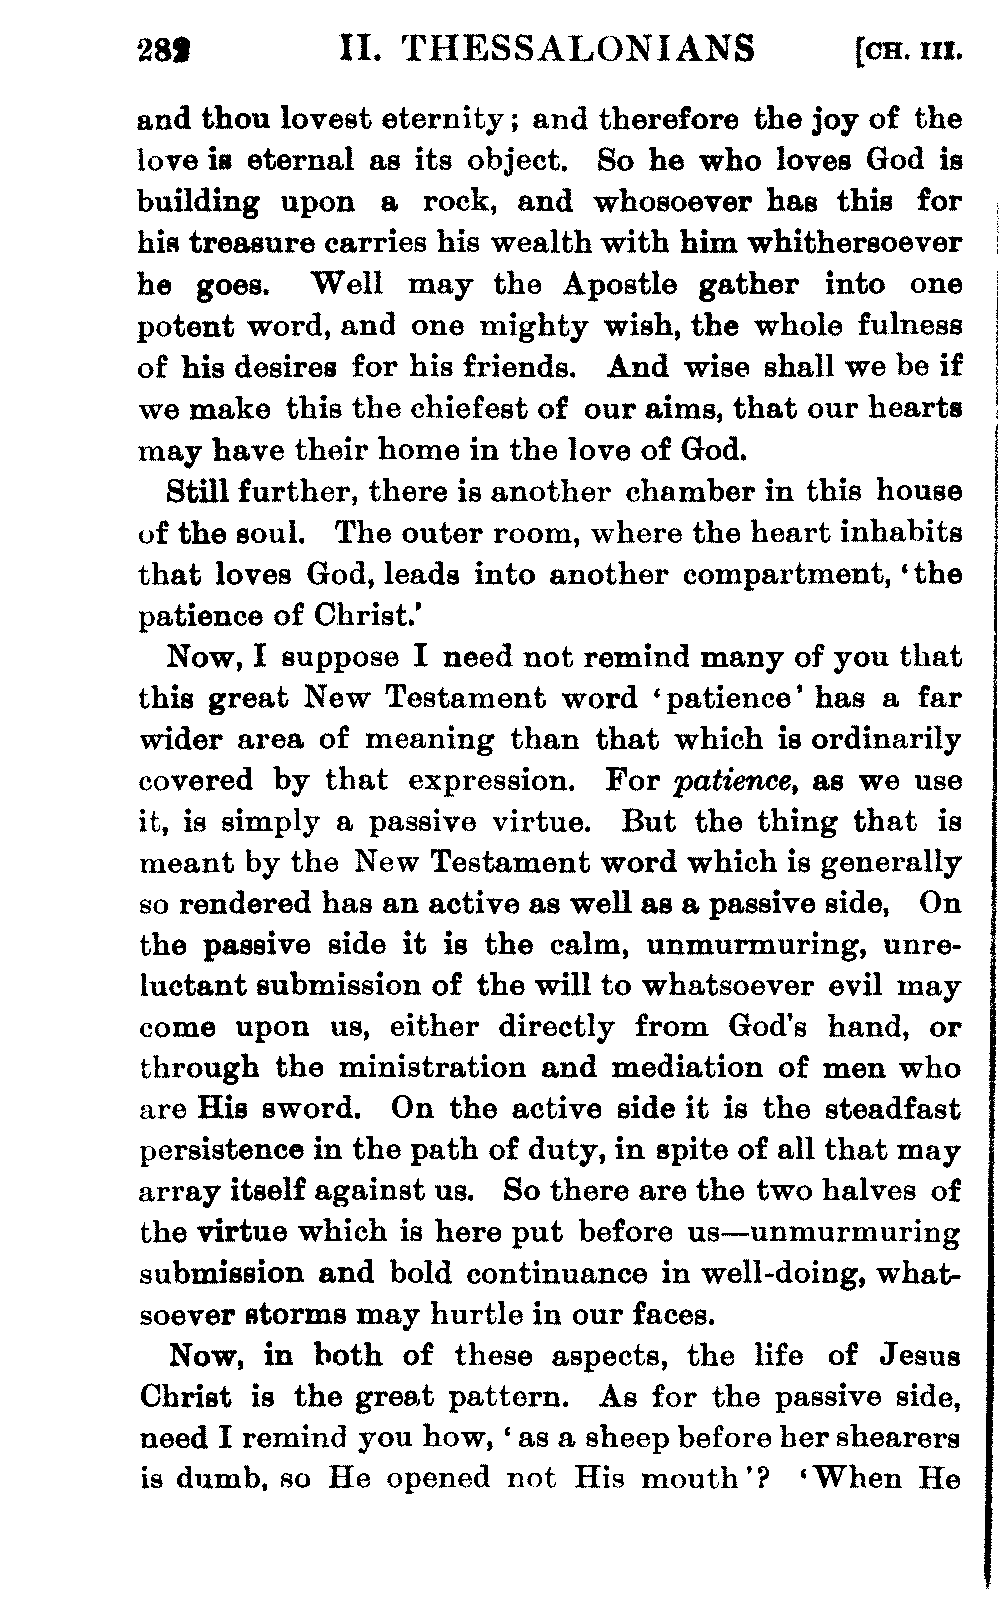 282 II. THESSALONIANS [CH. III.
and thou lovest eternity; and therefore the joy of the
love is eternal as its object. So he who loves God is
building upon a rock, and whosoever has this for
his treasure carries his wealth with him whithersoever
he goes. Well may the Apostle gather into one
potent word, and one mighty wish, the whole fulness
of his desires for his friends. And wise shall we be if
we make this the chiefest of our aims, that our hearts
may have their home in the love of God.
Still further, there is another chamber in this house
of the soul. The outer room, where the heart inhabits
that loves God, leads into another compartment, ‘the
patience of Christ.’
Now, I suppose I need not remind many of you that
this great New Testament word ‘patience’ has a far
wider area of meaning than that which is ordinarily
covered by that expression. For patience, as we use
it, is simply a passive virtue. But the thing that is
meant by the New Testament word which is generally
so rendered has an active as well as a passive side, On
the passive side it is the calm, unmurmuring, unre-
luctant submission of the will to whatsoever evil may
come upon us, either directly from God's hand, or
through the ministration and mediation of men who
are His sword. On the active side it is the steadfast
persistence in the path of duty, in spite of all that may
array itself against us. So there are the two halves of
the virtue which is here put before us—unmurmuring
submission and bold continuance in well-doing, what-
soever storms may hurtle in our faces.
Now, in both of these aspects, the life of Jesus
Christ is the great pattern. As for the passive side,
need I remind you how, ‘as a sheep before her shearers
is dumb, so He opened not His mouth’? ‘When He